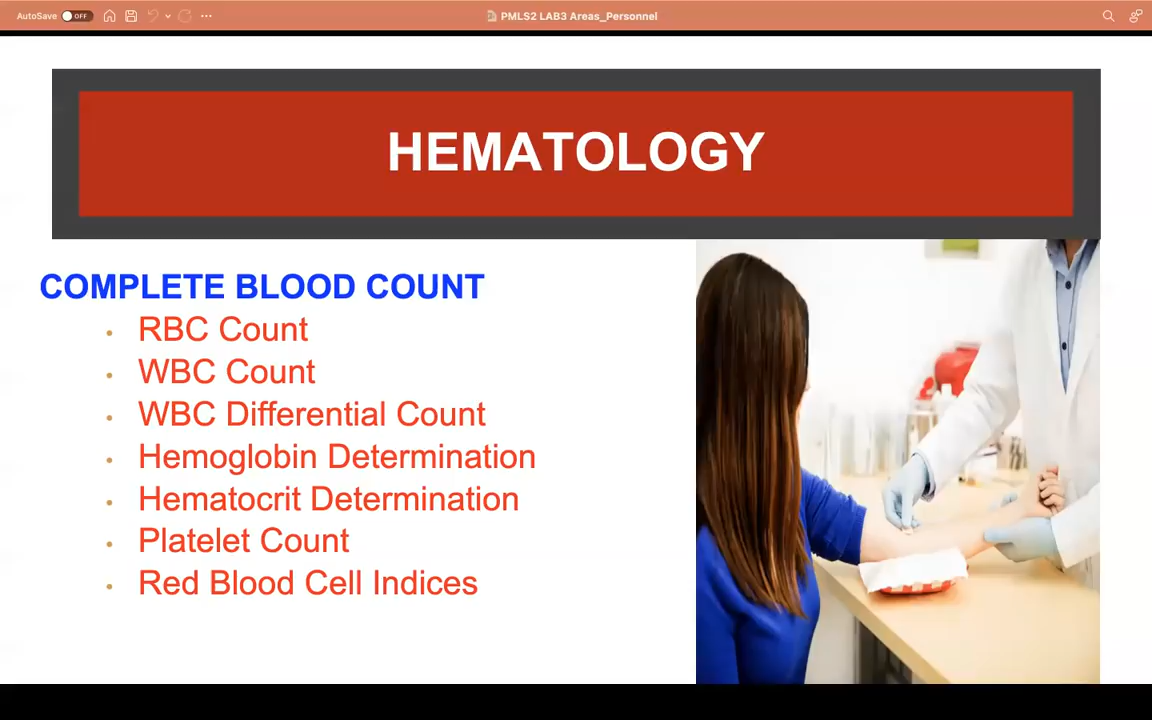 AutoSave OFF
PMLS2 LAB3 Areas_Personnel
HEMATOLOGY
COMPLETE BLOOD COUNT
• RBC Count
• WBC Count
• WBC Differential Count
• Hemoglobin Determination
• Hematocrit Determination
• Platelet Count
• Red Blood Cell Indices